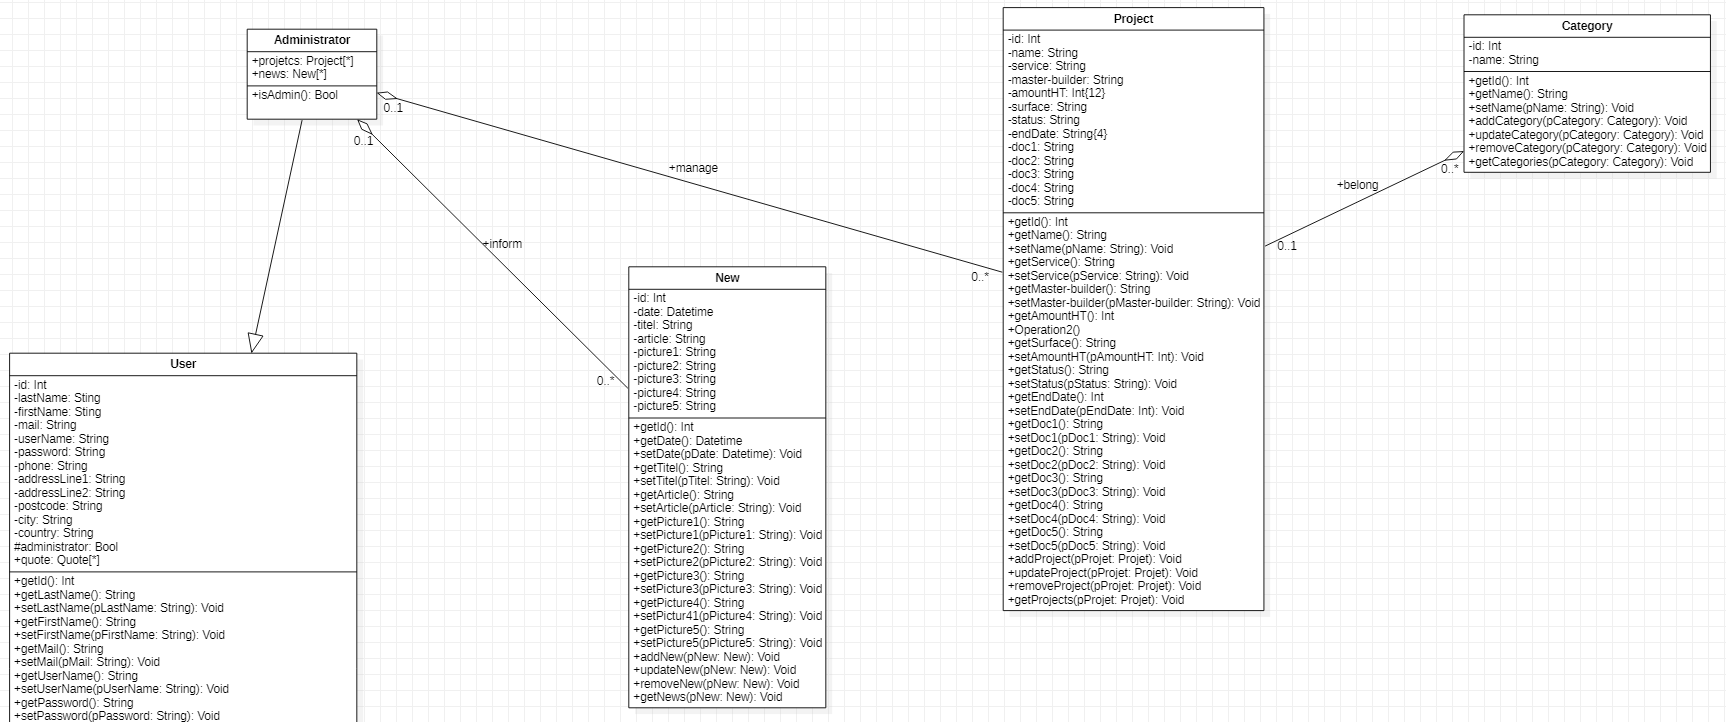 Administrator
+projetcs: Project[*]
+news: New[*]
+isAdmin(): Bool
0..1
0..1
+manage
+inform
0..*
0..*
User
-id: Int
-lastName: Sting
-firstName: Sting
-mail: String
-userName: String
-password: String
-phone: String
-addressLine1: String
-addressLine2: String
-postcode: String
-city: String
-country: String
#administrator: Bool
+quote: Quote[*]
+getId(): Int
+getLastName(): String
+setLastName(pLastName: String): Void
+getFirstName(): String
+setFirstName(pFirstName: String): Void
+getMail(): String
+setMail(pMail: String): Void
+getUserName(): String
+setUserName(pUserName: String): Void
+getPassword(): String
+setPassword(pPassword: String): Void
New
-id: Int
-date: Datetime
-titel: String
-article: String
-picture1: String
-picture2: String
-picture3: String
-picture4: String
-picture5: String
+getId(): Int
+getDate(): Datetime
+setDate(pDate: Datetime): Void
+getTitel(): String
+setTitel(pTitel: String): Void
+getArticle(): String
+setArticle(pArticle: String): Void
+getPicture1(): String
+setPicture1(pPicture1: String): Void
+getPicture2(): String
+setPicture2(pPicture2: String): Void
+getPicture3(): String
+setPicture3(pPicture3: String): Void
+getPicture4(): String
+setPictur41(pPicture4: String): Void
+getPicture5(): String
+setPicture5(pPicture5: String): Void
+addNew(pNew: New): Void
+updateNew(pNew: New): Void
+removeNew(pNew: New): Void
+getNews(pNew: New): Void
Project
-id: Int
-name: String
-service: String
-master-builder: String
-amountHT: Int{12}
-surface: String
-status: String
-endDate: String{4}
-doc1: String
-doc2: String
-doc3: String
-doc4: String
-doc5: String
+getId(): Int
+getName(): String
+setName(pName: String): Void
+getService(): String
+setService(pService: String): Void
+getMaster-builder(): String
+setMaster-builder(pMaster-builder: String): Void
+getAmountHT(): Int
+Operation2()
+getSurface(): String
+setAmountHT(pAmountHT: Int): Void
+getStatus(): String
+setStatus(pStatus: String): Void
+getEndDate(): Int
+setEndDate(pEndDate: Int): Void
+getDoc1(): String
+setDoc1(pDoc1: String): Void
+getDoc2(): String
+setDoc2(pDoc2: String): Void
+getDoc3(): String
+setDoc3(pDoc3: String): Void
+getDoc4(): String
+setDoc4(pDoc4: String): Void
+getDoc5(): String
+setDoc5(pDoc5: String): Void
+addProject(pProjet: Projet): Void
+updateProject(pProjet: Projet): Void
+removeProject(pProjet: Projet): Void
+getProjects(pProjet: Projet): Void
Category
-id: Int
-name: String
+getId(): Int
+getName(): String
+setName(pName: String): Void
+addCategory(pCategory: Category): Void
+updateCategory(pCategory: Category): Void
+removeCategory(pCategory: Category): Void
+getCategories(pCategory: Category): Void
0..*
+belong
0..1